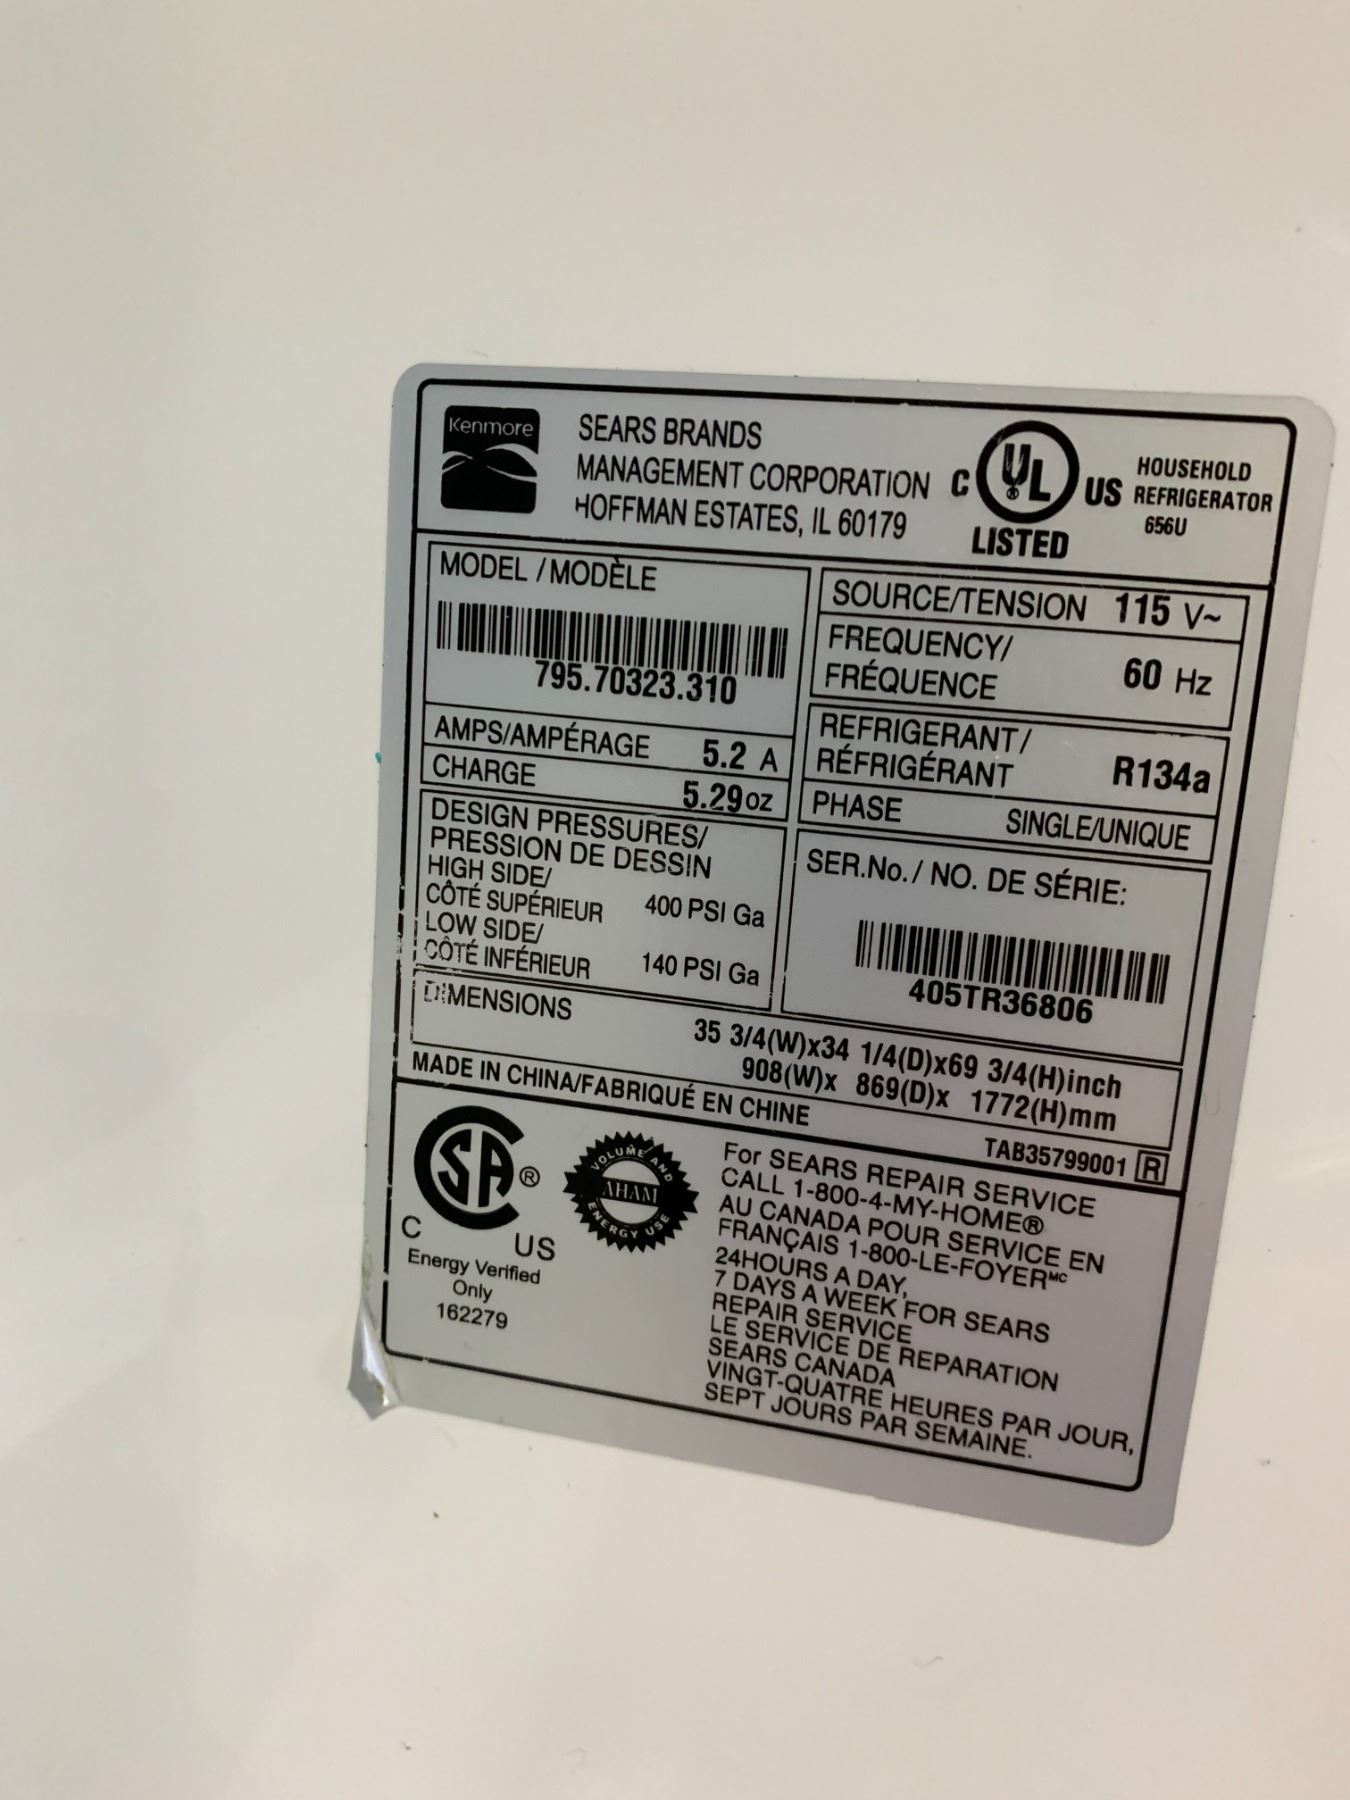 Kenmore
SEARS BRANDS
MANAGEMENT CORPORATION
HOFFMAN ESTATES, IL 60179
C UL ® US
LISTED
HOUSEHOLD
REFRIGERATOR
656U
MODEL / MODÈLE
795.70323.310
SOURCE/TENSION 115 V~
FREQUENCY/
FRÉQUENCE 60 Hz
AMPS/AMPÉRAGE 5.2 A
CHARGE 5.29oz
REFRIGERANT/
RÉFRIGÉRANT R134a
PHASE SINGLE/UNIQUE
DESIGN PRESSURES/
PRESSION DE DESSIN
HIGH SIDE/
CÔTÉ SUPÉRIEUR 400 PSI Ga
LOW SIDE/
CÔTÉ INFÉRIEUR 140 PSI Ga
SER.No. / NO. DE SÉRIE:
405TR36806
DIMENSIONS
35 3/4(W)x34 1/4(D)x69 3/4(H)inch
908(W)x 869(D)x 1772(H)mm
MADE IN CHINA/FABRIQUÉ EN CHINE
TAB35799001 R
SA ®
C US
Energy Verified
Only
162279
VOLUME AND
AHAM
ENERGY USE
For SEARS REPAIR SERVICE
CALL 1-800-4-MY-HOME®
AU CANADA POUR SERVICE EN
FRANÇAIS 1-800-LE-FOYERMC
24HOURS A DAY,
7 DAYS A WEEK FOR SEARS
REPAIR SERVICE
LE SERVICE DE REPARATION
SEARS CANADA
VINGT-QUATRE HEURES PAR JOUR,
SEPT JOURS PAR SEMAINE.